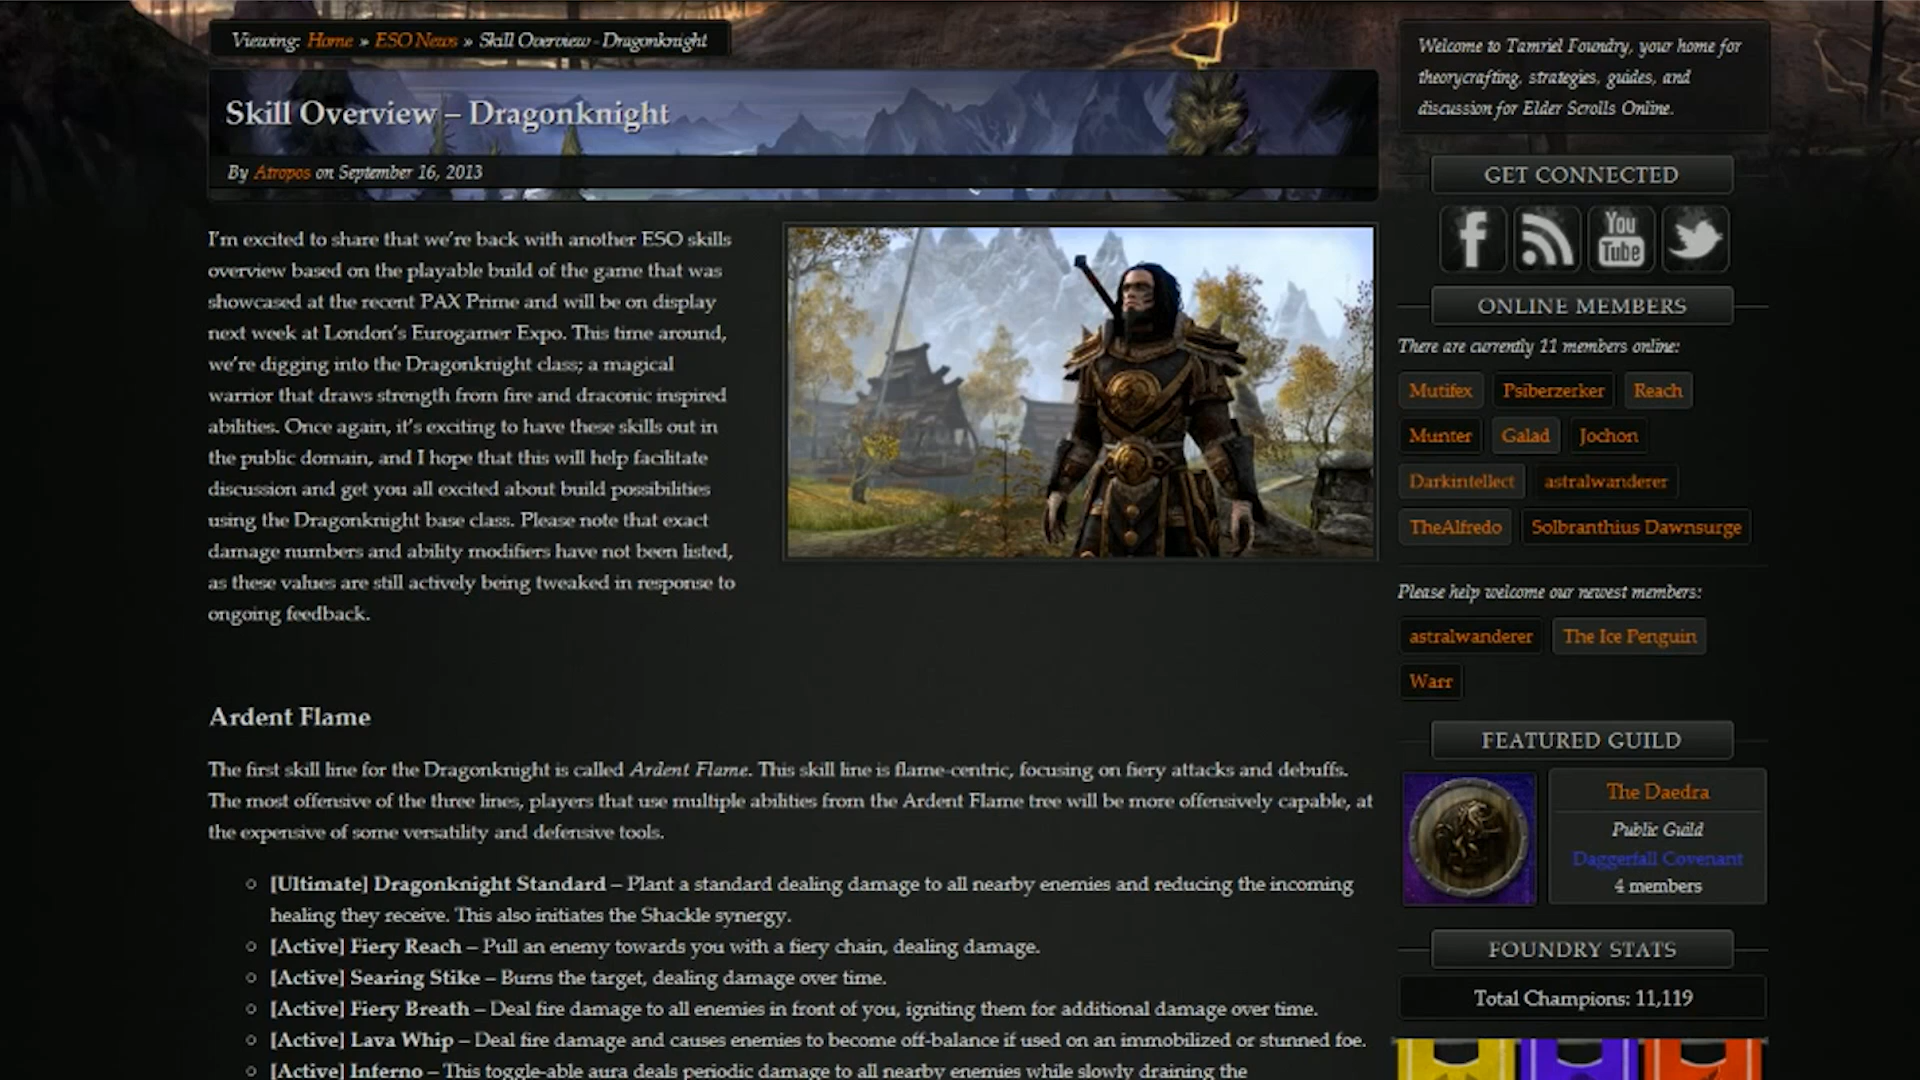 Viewing: Home » ESO News » Skill Overview - Dragonknight
Skill Overview – Dragonknight
By Atropos on September 16, 2013
I'm excited to share that we're back with another ESO skills
overview based on the playable build of the game that was
showcased at the recent PAX Prime and will be on display
next week at London's Eurogamer Expo. This time around,
we're digging into the Dragonknight class; a magical
warrior that draws strength from fire and draconic inspired
abilities. Once again, it's exciting to have these skills out in
the public domain, and I hope that this will help facilitate
discussion and get you all excited about build possibilities
using the Dragonknight base class. Please note that exact
damage numbers and ability modifiers have not been listed,
as these values are still actively being tweaked in response to
ongoing feedback.
Ardent Flame
The first skill line for the Dragonknight is called Ardent Flame. This skill line is flame-centric, focusing on fiery attacks and debuffs.
The most offensive of the three lines, players that use multiple abilities from the Ardent Flame tree will be more offensively capable, at
the expensive of some versatility and defensive tools.
[Ultimate] Dragonknight Standard – Plant a standard dealing damage to all nearby enemies and reducing the incoming
healing they receive. This also initiates the Shackle synergy.
[Active] Fiery Reach – Pull an enemy towards you with a fiery chain, dealing damage.
[Active] Searing Stike – Burns the target, dealing damage over time.
[Active] Fiery Breath – Deal fire damage to all enemies in front of you, igniting them for additional damage over time.
[Active] Lava Whip – Deal fire damage and causes enemies to become off-balance if used on an immobilized or stunned foe.
[Active] Inferno – This toggle-able aura deals periodic damage to all nearby enemies while slowly draining the
Welcome to Tamriel Foundry, your home for
theorycrafting, strategies, guides, and
discussion for Elder Scrolls Online.
GET CONNECTED
You
Tube
ONLINE MEMBERS
There are currently 11 members online:
Mutifex Psiberzerker Reach
Munter Galad Jochon
Darkintellect astralwanderer
TheAlfredo Solbranthius Dawnsurge
Please help welcome our newest members:
astralwanderer The Ice Penguin
Warr
FEATURED GUILD
The Daedra
Public Guild
Daggerfall Covenant
4 members
FOUNDRY STATS
Total Champions: 11,119